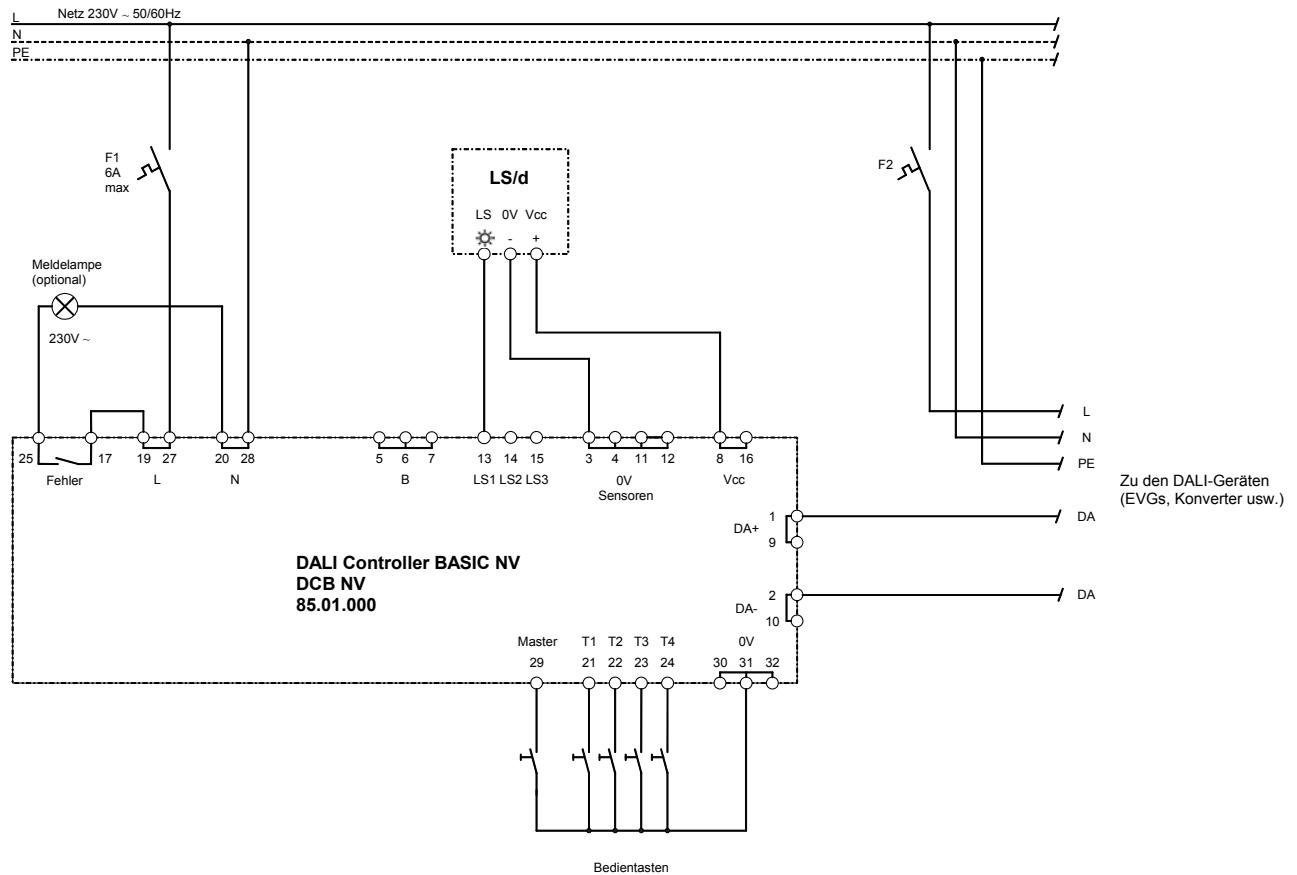 L Netz 230V ~ 50/60Hz
N
PE
F1
6A
max
F2
LS/d
LS 0V Vcc
- +
Meldelampe
(optional)
230V ~
L
N
PE
Zu den DALI-Geräten
(EVGs, Konverter usw.)
25 17 19 27 20 28 5 6 7 13 14 15 3 4 11 12 8 16
Fehler L N B LS1 LS2 LS3 0V Vcc
Sensoren
1 DA
DA+
9
DALI Controller BASIC NV
DCB NV
85.01.000
2 DA
DA-
10
Master T1 T2 T3 T4 0V
29 21 22 23 24 30 31 32
Bedientasten